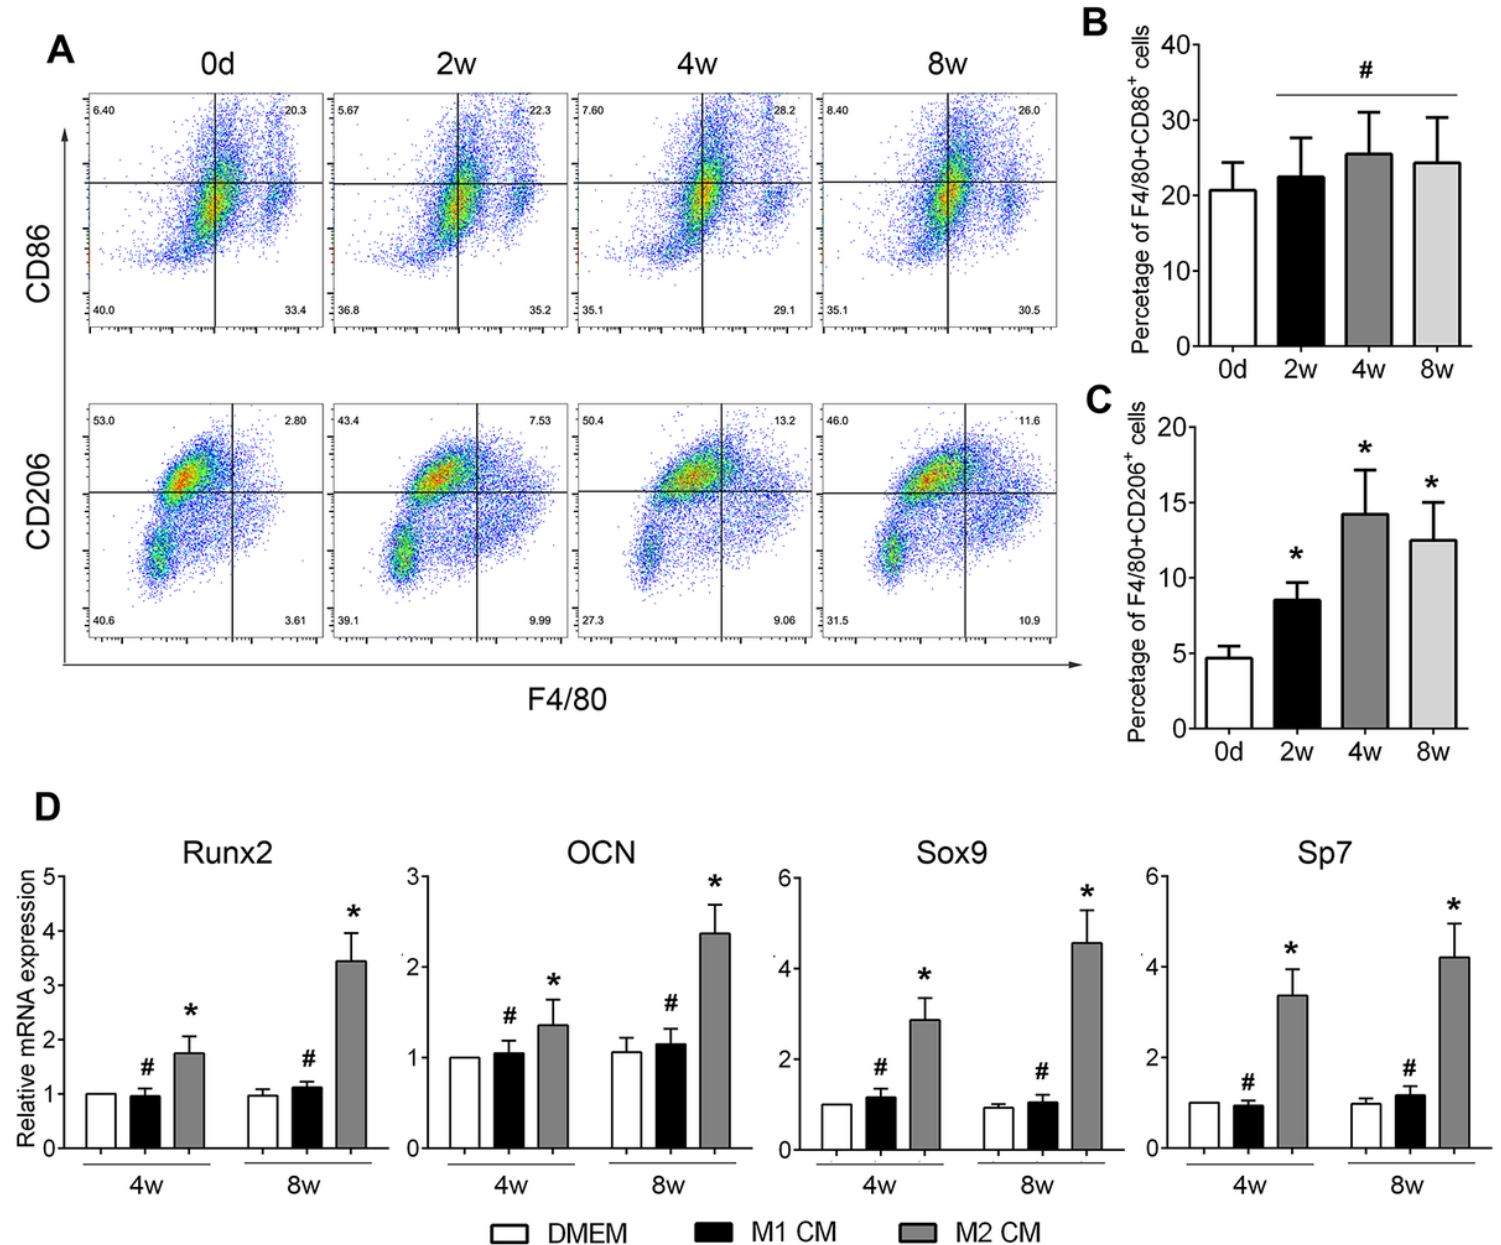 A
0d 2w 4w 8w
6.40 20.3 5.67 22.3 7.60 28.2 8.40 26.0
CD86
40.0 33.4 36.8 35.2 35.1 29.1 35.1 30.5
53.0 2.80 43.4 7.53 50.4 13.2 46.0 11.6
CD206
40.6 3.61 39.1 9.99 27.3 9.06 31.5 10.9
F4/80
B
Percetage of F4/80+CD86+ cells
40
30
20
10
0
#
0d 2w 4w 8w
C
Percetage of F4/80+CD206+ cells
20
15
10
5
0
* * *
0d 2w 4w 8w
D
Runx2
Relative mRNA expression
5
4
3
2
1
0
# * # *
4w 8w
OCN
3
2
1
0
# * # *
4w 8w
Sox9
6
4
2
0
# * # *
4w 8w
Sp7
6
4
2
0
# * # *
4w 8w
DMEM M1 CM M2 CM